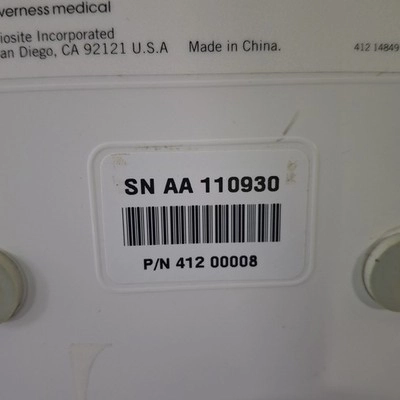 verness medical
iosite Incorporated
an Diego, CA 92121 U.S.A Made in China.
412 14849
SN AA 110930
P/N 412 00008